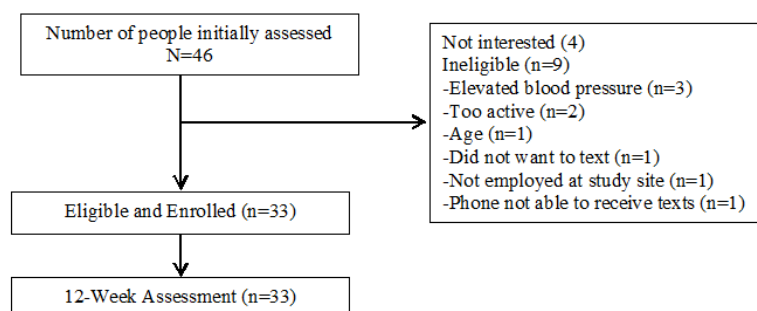 Number of people initially assessed
N=46
Not interested (4)
Ineligible (n=9)
-Elevated blood pressure (n=3)
-Too active (n=2)
-Age (n=1)
-Did not want to text (n=1)
-Not employed at study site (n=1)
-Phone not able to receive texts (n=1)
Eligible and Enrolled (n=33)
12-Week Assessment (n=33)